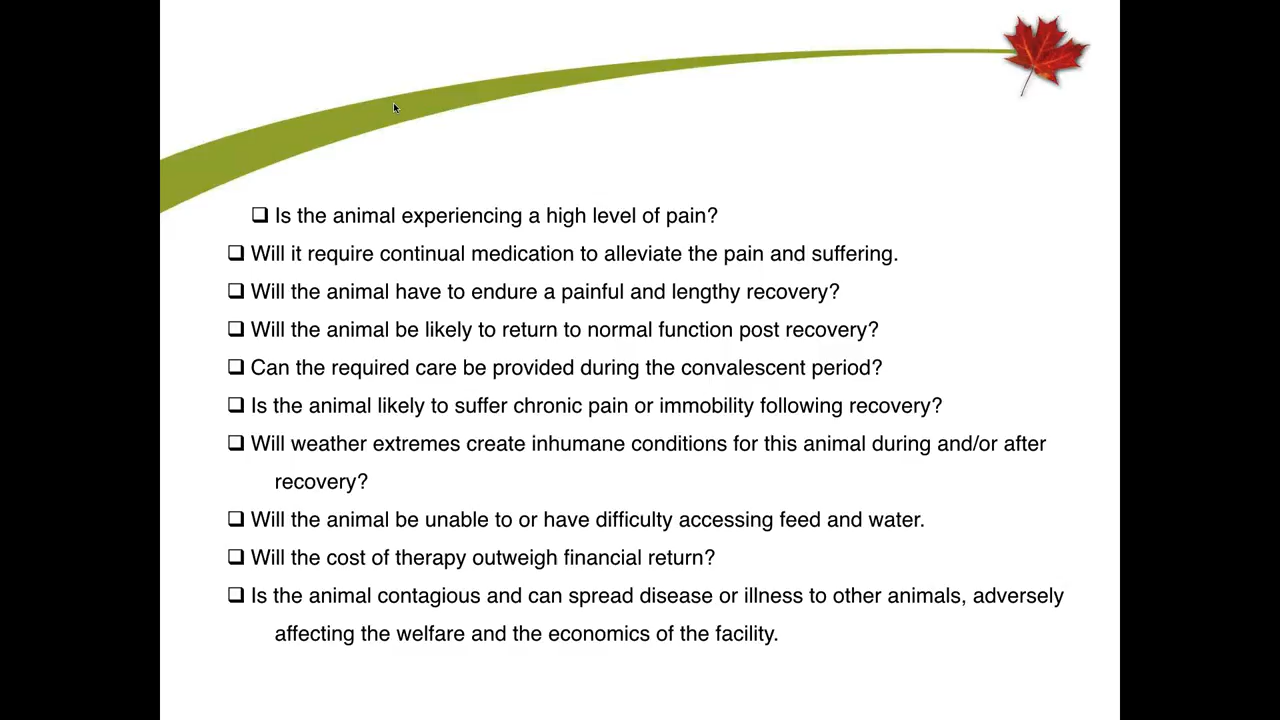 ❑ Is the animal experiencing a high level of pain?
❑ Will it require continual medication to alleviate the pain and suffering.
❑ Will the animal have to endure a painful and lengthy recovery?
❑ Will the animal be likely to return to normal function post recovery?
❑ Can the required care be provided during the convalescent period?
❑ Is the animal likely to suffer chronic pain or immobility following recovery?
❑ Will weather extremes create inhumane conditions for this animal during and/or after
recovery?
❑ Will the animal be unable to or have difficulty accessing feed and water.
❑ Will the cost of therapy outweigh financial return?
❑ Is the animal contagious and can spread disease or illness to other animals, adversely
affecting the welfare and the economics of the facility.